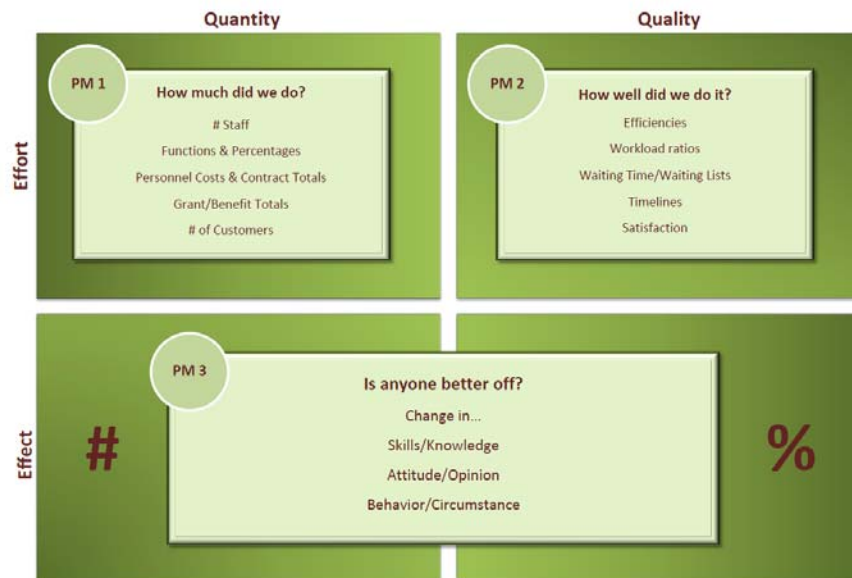 Quantity
Quality
Effort
PM 1
How much did we do?
# Staff
Functions & Percentages
Personnel Costs & Contract Totals
Grant/Benefit Totals
# of Customers
PM 2
How well did we do it?
Efficiencies
Workload ratios
Waiting Time/Waiting Lists
Timelines
Satisfaction
Effect
#
PM 3
Is anyone better off?
Change in...
Skills/Knowledge
Attitude/Opinion
Behavior/Circumstance
%